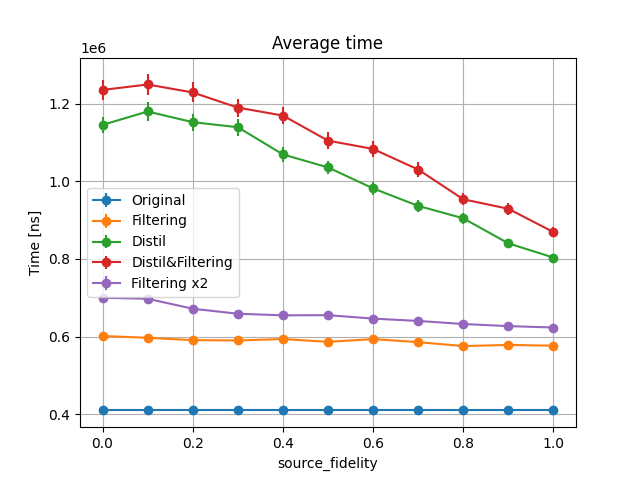 Average time
1e6
1.2
1.0
0.8
0.6
0.4
Time [ns]
Original
Filtering
Distil
Distil&Filtering
Filtering x2
0.0 0.2 0.4 0.6 0.8 1.0
source_fidelity